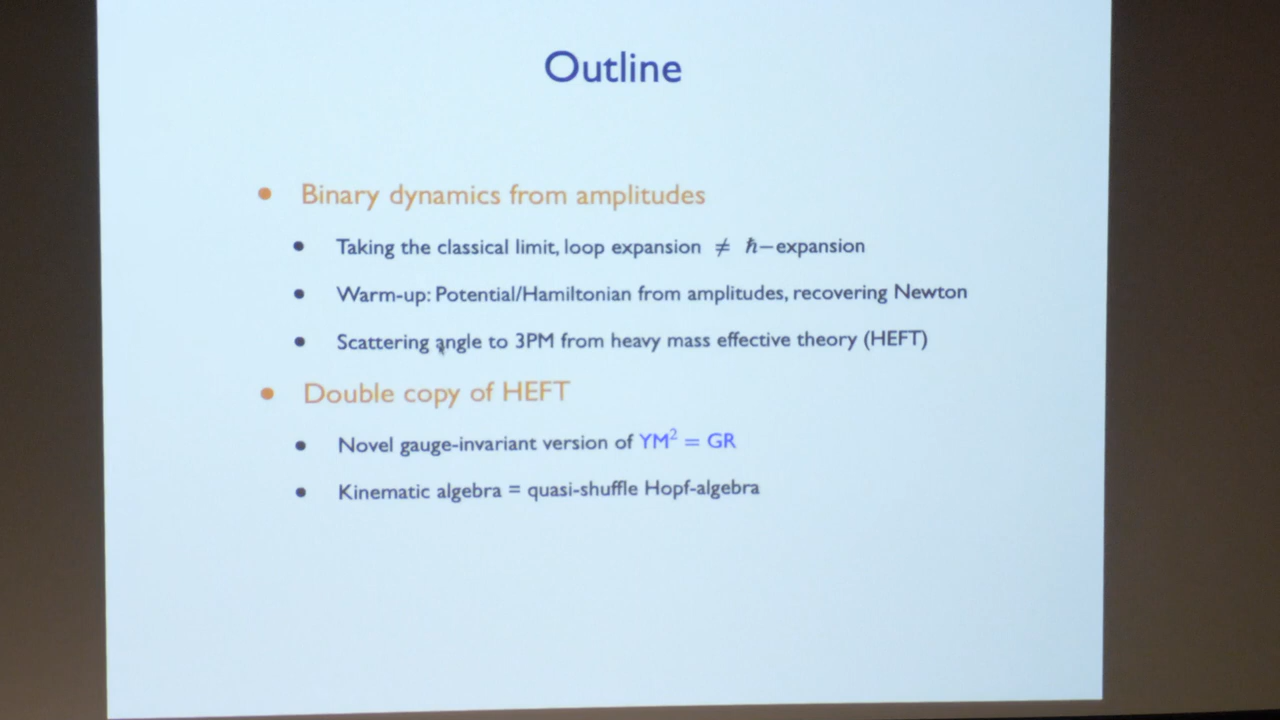 Outline
• Binary dynamics from amplitudes
• Taking the classical limit, loop expansion ≠ ℏ−expansion
• Warm-up: Potential/Hamiltonian from amplitudes, recovering Newton
• Scattering angle to 3PM from heavy mass effective theory (HEFT)
• Double copy of HEFT
• Novel gauge-invariant version of YM² = GR
• Kinematic algebra = quasi-shuffle Hopf-algebra